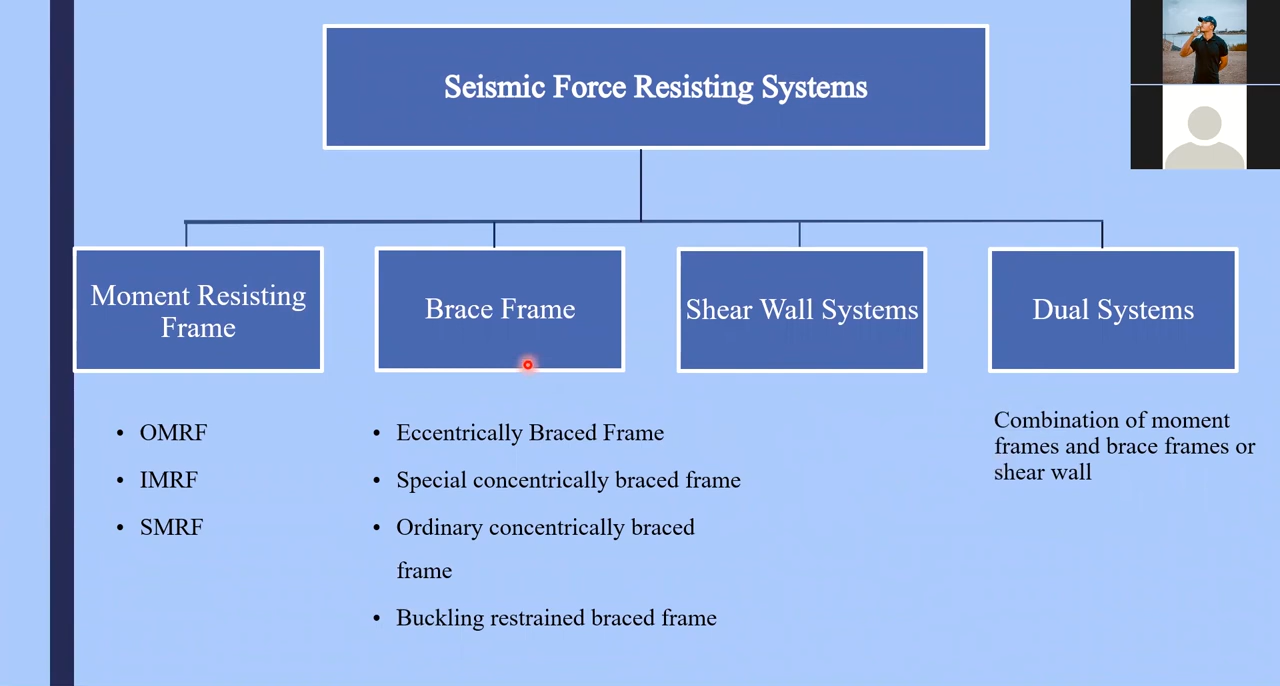 Seismic Force Resisting Systems
Moment Resisting
Frame
Brace Frame
Shear Wall Systems
Dual Systems
• OMRF
• IMRF
• SMRF
• Eccentrically Braced Frame
• Special concentrically braced frame
• Ordinary concentrically braced
frame
• Buckling restrained braced frame
Combination of moment
frames and brace frames or
shear wall